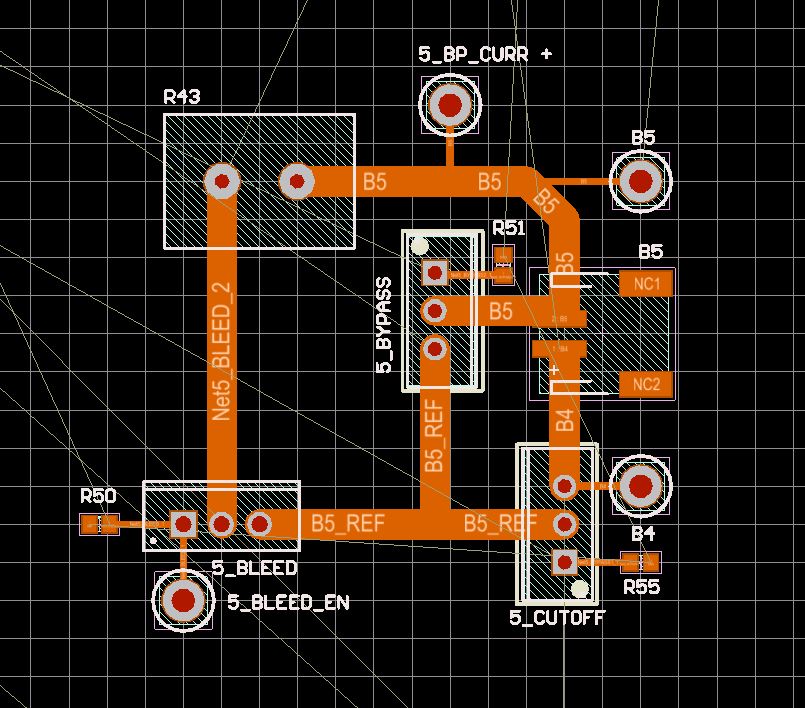 5_BP_CURR +
R43
B5
B5
B5
B5
R51
B5
B5
NC1
5_BYPASS
B5
Net5_BLEED_2
NC2
+
B4
B5_REF
R50
B5_REF
B5_REF
B4
5_BLEED
R55
5_BLEED_EN
5_CUTOFF